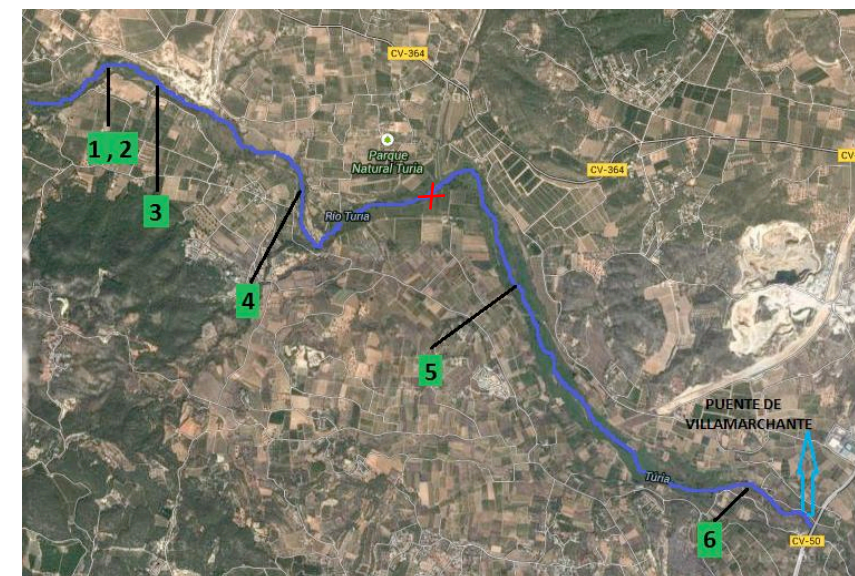 CV-364
1 , 2
Parque
Natural Turia
CV-364
CV
3
Río Turia
4
5
PUENTE DE
VILLAMARCHANTE
Turia
6
CV-50